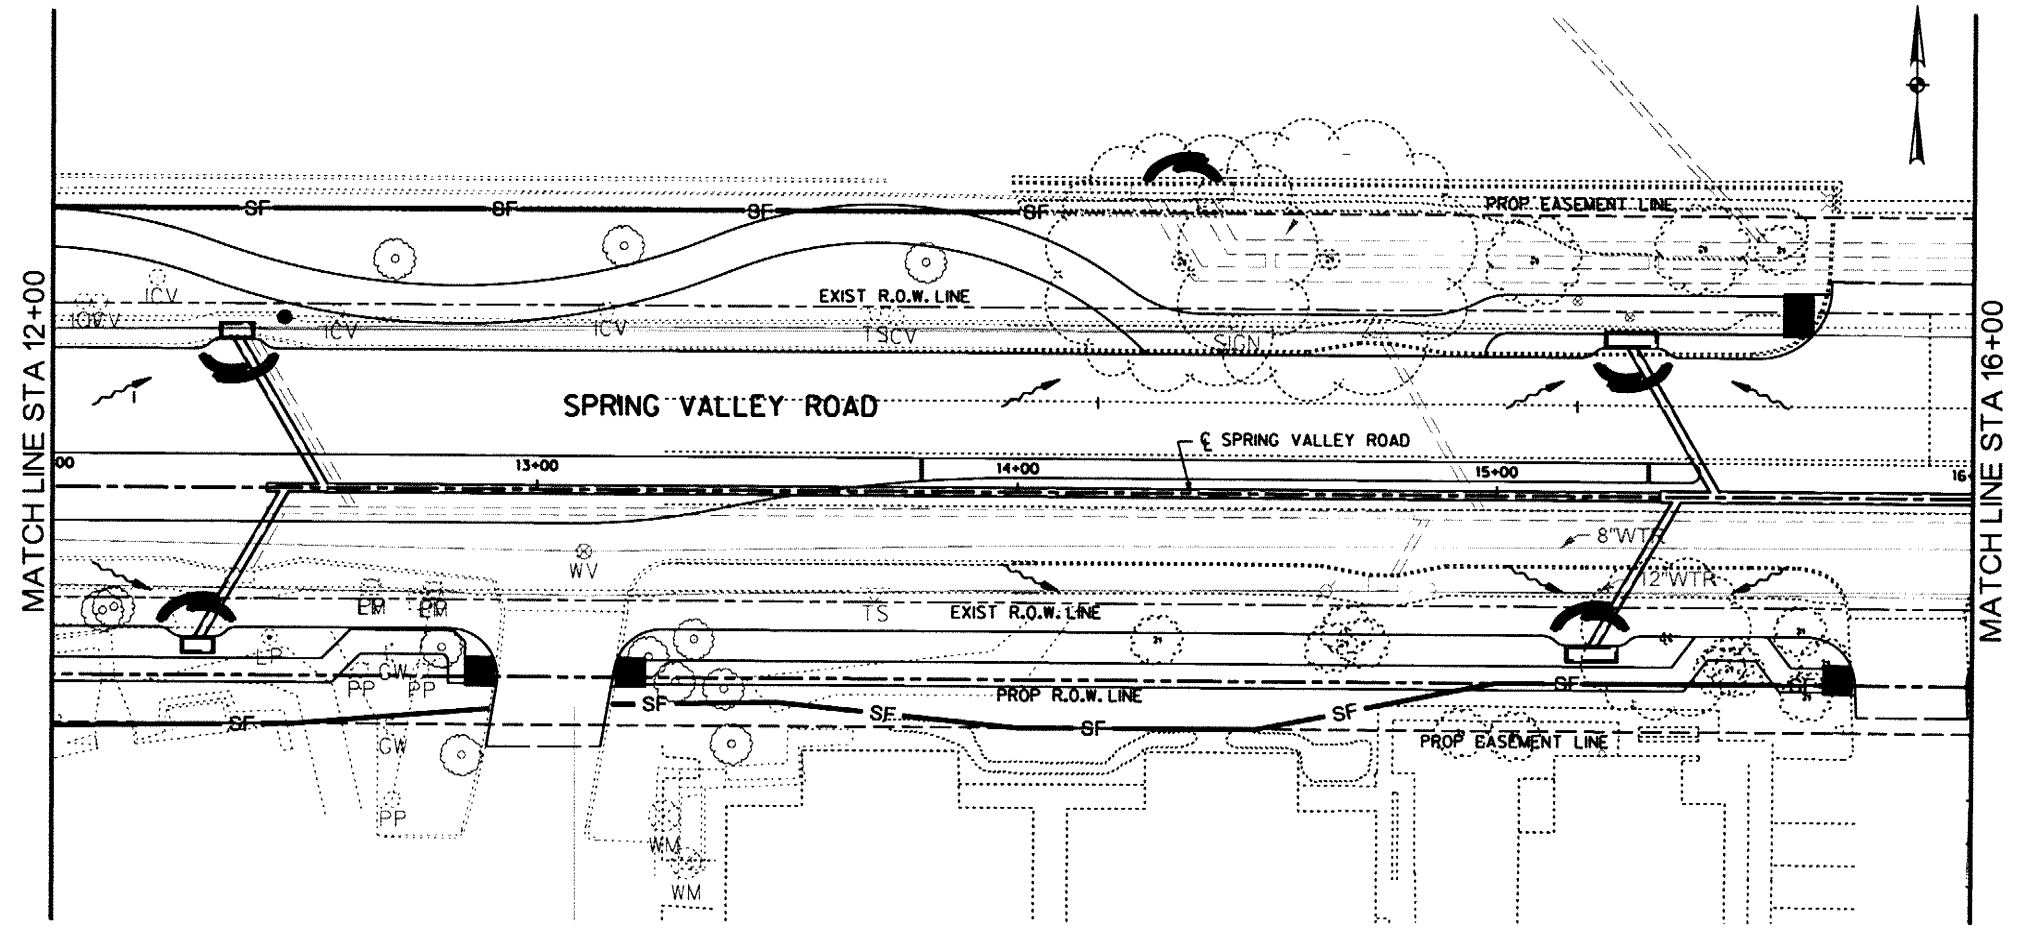 MATCH LINE STA 12+00
MATCH LINE STA 16+00
SF
SF
SF
SF
PROP EASEMENT LINE
EXIST R.O.W. LINE
ICV
ICV
ICV
TSCV
SIGN
SPRING VALLEY ROAD
℄ SPRING VALLEY ROAD
00
13+00
14+00
15+00
16
8"WTR
WV
12"WTR
EM
EM
TS
EXIST R.O.W. LINE
LP
GW
PP
PP
PROP R.O.W. LINE
SF
SF
SF
SF
SF
SF
SF
GW
PROP EASEMENT LINE
PP
WM
WM